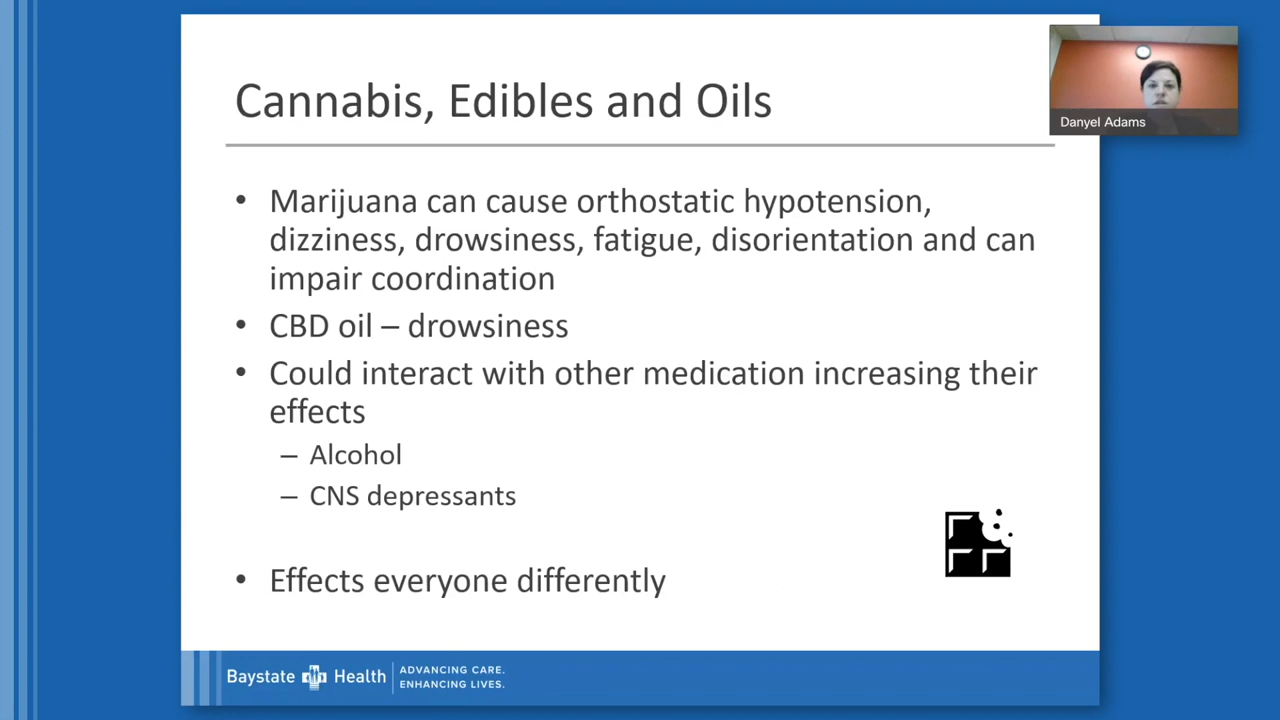 Cannabis, Edibles and Oils
Danyel Adams
• Marijuana can cause orthostatic hypotension,
dizziness, drowsiness, fatigue, disorientation and can
impair coordination
• CBD oil – drowsiness
• Could interact with other medication increasing their
effects
– Alcohol
– CNS depressants
• Effects everyone differently
Baystate Health
ADVANCING CARE.
ENHANCING LIVES.